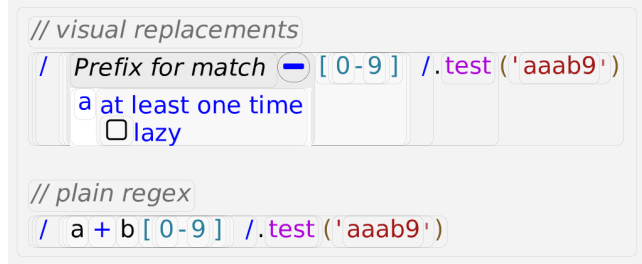 // visual replacements
/ Prefix for match [0-9] /.test('aaab9')
a at least one time
lazy
// plain regex
/ a+b[0-9] /.test('aaab9')